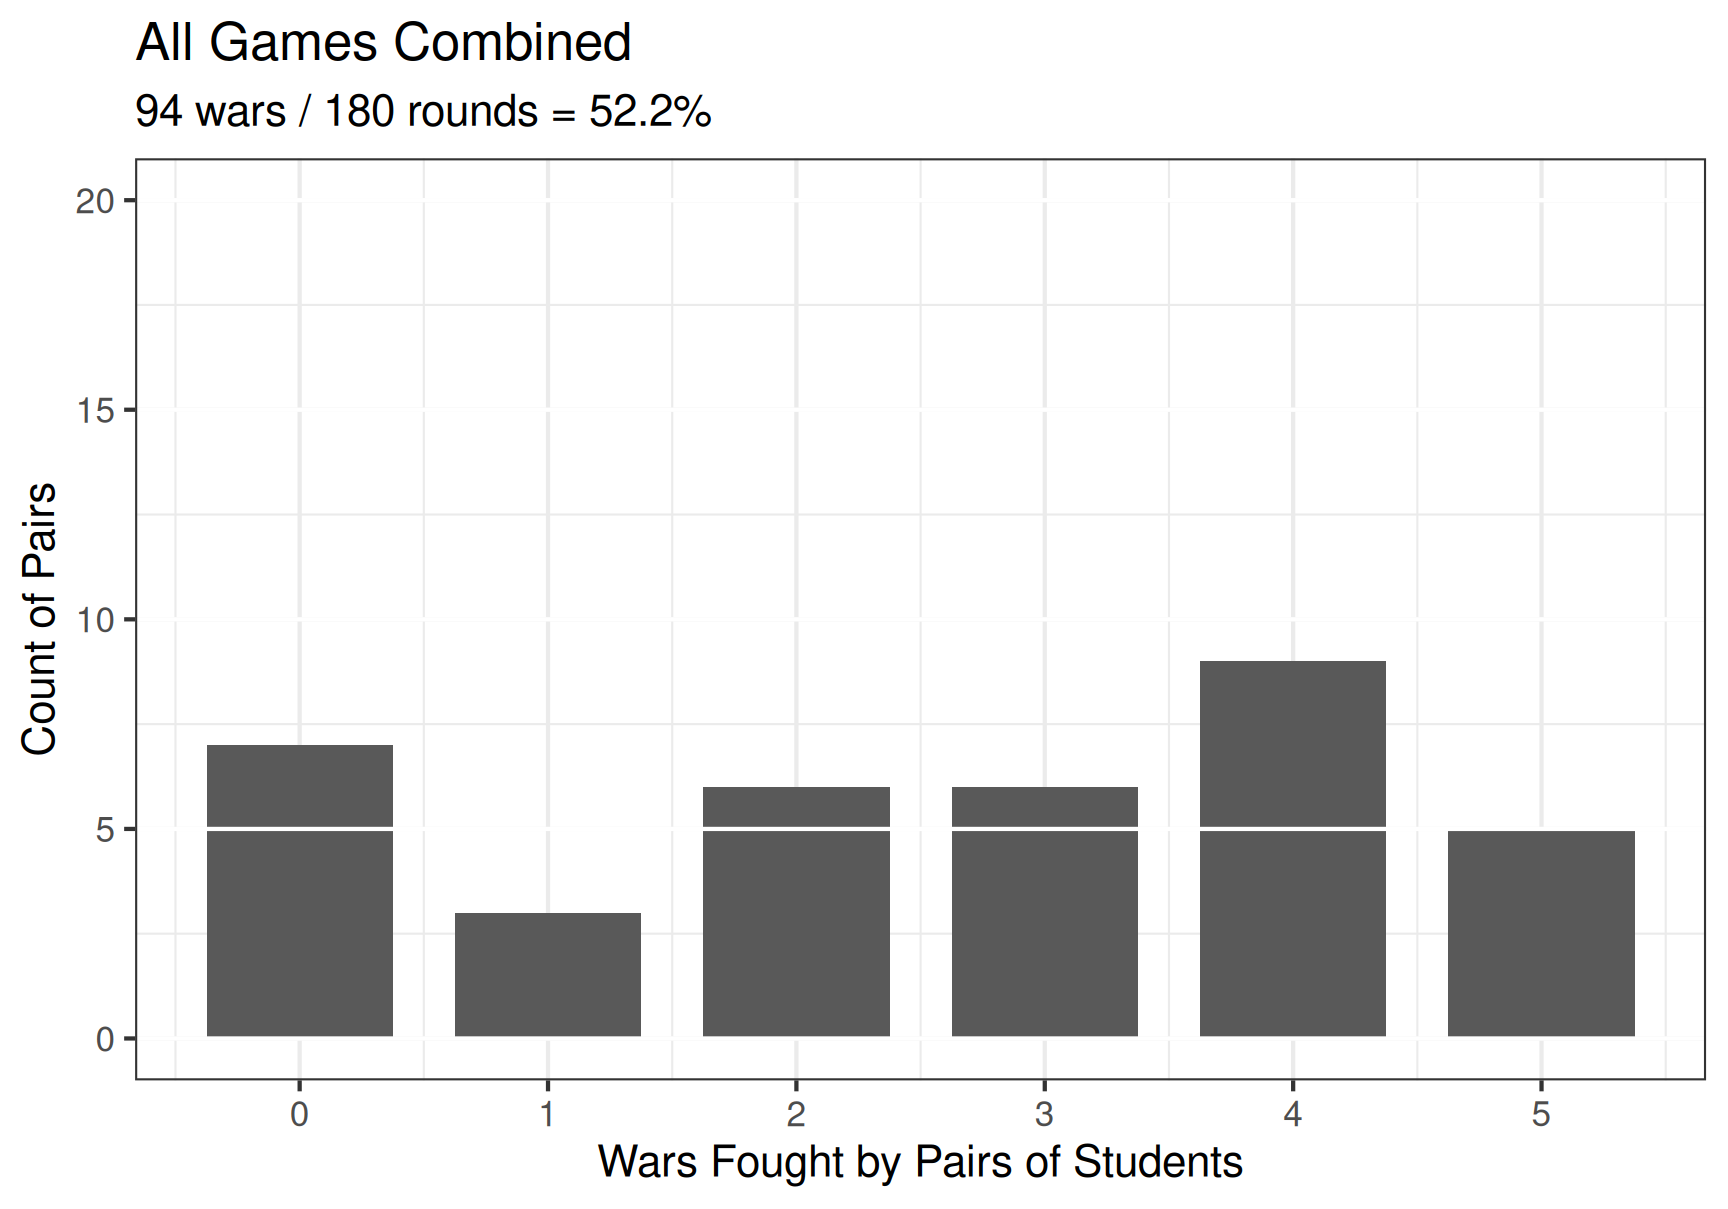 All Games Combined
94 wars / 180 rounds = 52.2%
Count of Pairs
20
15
10
5
0
0 1 2 3 4 5
Wars Fought by Pairs of Students